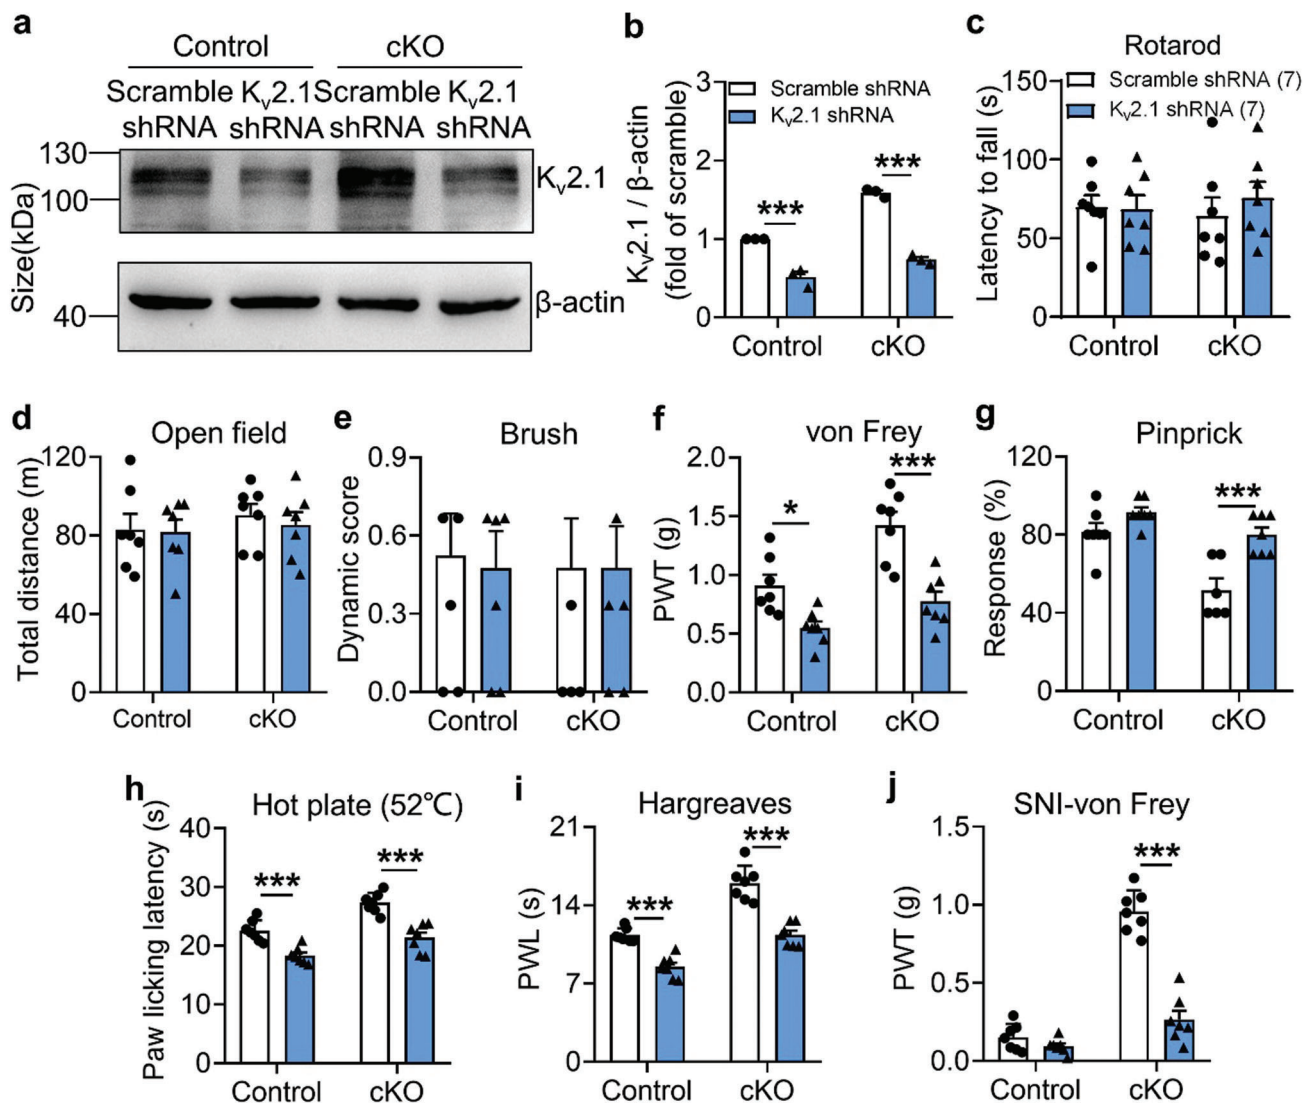 a
Control cKO
Scramble Kv2.1 Scramble Kv2.1
shRNA shRNA shRNA shRNA
Size(kDa)
130
100
Kv2.1
40
β-actin
b
Kv2.1 / β-actin
(fold of scramble)
3
2
1
0
Scramble shRNA
Kv2.1 shRNA
***
***
Control cKO
c
Rotarod
Latency to fall (s)
150
100
50
0
Scramble shRNA (7)
Kv2.1 shRNA (7)
Control cKO
d
Open field
Total distance (m)
120
80
40
0
Control cKO
e
Brush
Dynamic score
0.9
0.6
0.3
0.0
Control cKO
f
von Frey
PWT (g)
2.0
1.5
1.0
0.5
0.0
*
***
Control cKO
g
Pinprick
Response (%)
120
80
40
0
***
Control cKO
h
Hot plate (52℃)
Paw licking latency (s)
40
30
20
10
0
***
***
Control cKO
i
Hargreaves
PWL (s)
21
14
7
0
***
***
Control cKO
j
SNI-von Frey
PWT (g)
1.5
1.0
0.5
0.0
***
Control cKO